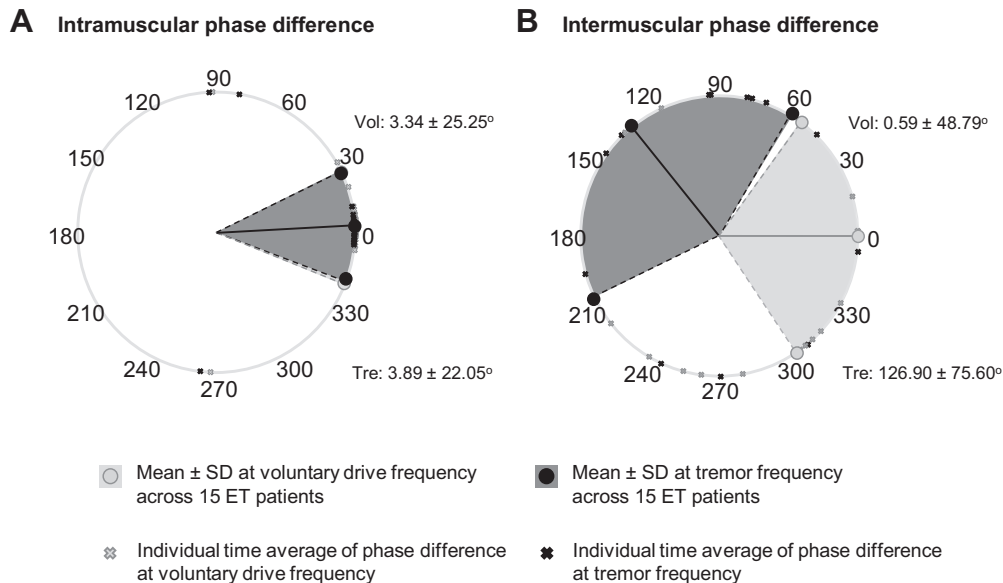 A Intramuscular phase difference
90
120
60
150
30
180
0
210
330
240
300
270
Vol: 3.34 ± 25.25º
Tre: 3.89 ± 22.05º
B Intermuscular phase difference
90
120
60
150
30
180
0
210
330
240
300
270
Vol: 0.59 ± 48.79º
Tre: 126.90 ± 75.60º
Mean ± SD at voluntary drive frequency
across 15 ET patients
Mean ± SD at tremor frequency
across 15 ET patients
Individual time average of phase difference
at voluntary drive frequency
Individual time average of phase difference
at tremor frequency